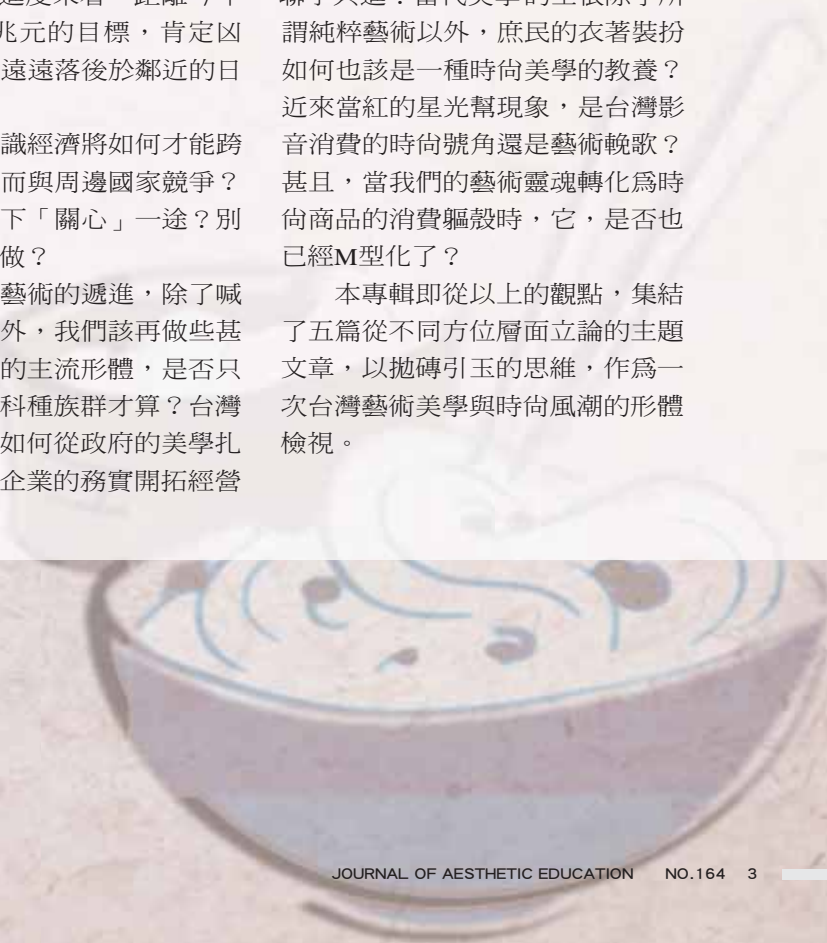 兆元的目標，肯定凶
遠遠落後於鄰近的日
識經濟將如何才能跨
而與周邊國家競爭？
下「關心」一途？別
做？
藝術的遞進，除了喊
外，我們該再做些甚
的主流形體，是否只
科種族群才算？台灣
如何從政府的美學扎
企業的務實開拓經營
謂純粹藝術以外，庶民的衣著裝扮
如何也該是一種時尚美學的教養？
近來當紅的星光幫現象，是台灣影
音消費的時尚號角還是藝術輓歌？
甚且，當我們的藝術靈魂轉化爲時
尚商品的消費軀殼時，它，是否也
已經M型化了？
本專輯即從以上的觀點，集結
了五篇從不同方位層面立論的主題
文章，以拋磚引玉的思維，作爲一
次台灣藝術美學與時尚風潮的形體
檢視。
JOURNAL OF AESTHETIC EDUCATION NO.164 3